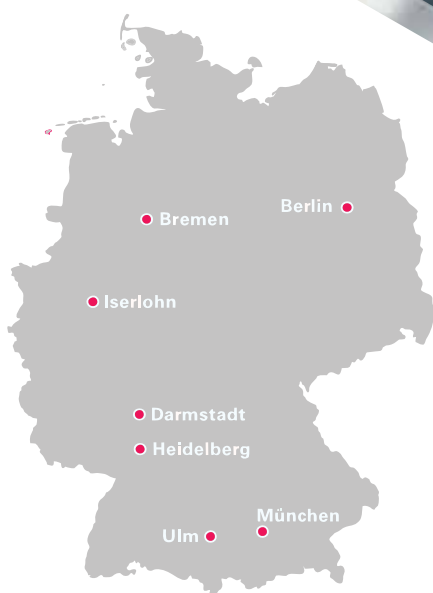 Berlin
Bremen
Iserlohn
Darmstadt
Heidelberg
München
Ulm